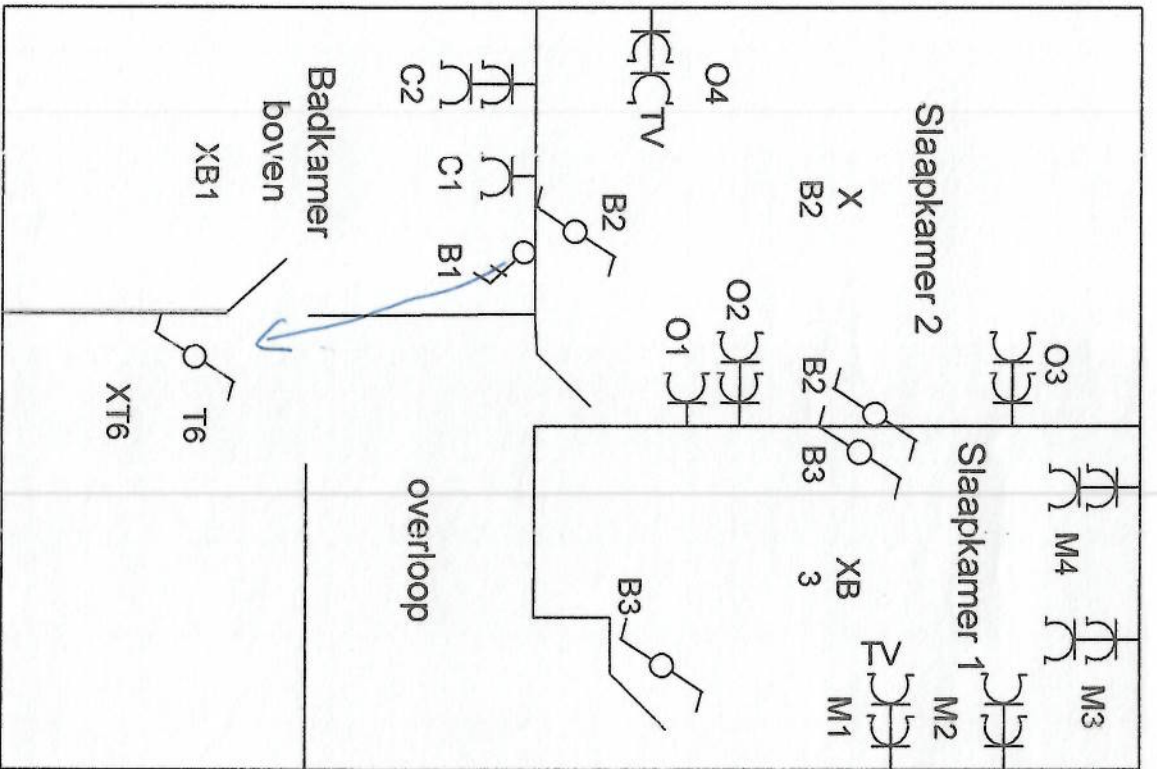 Slaapkamer 2
O4
TV
X
B2
B2
O3
O2
O1
B2
B3
C2
C1
B1
Badkamer
boven
XB1
T6
XT6
overloop
Slaapkamer 1
M4
M3
XB
3
TV
M1
M2
B3